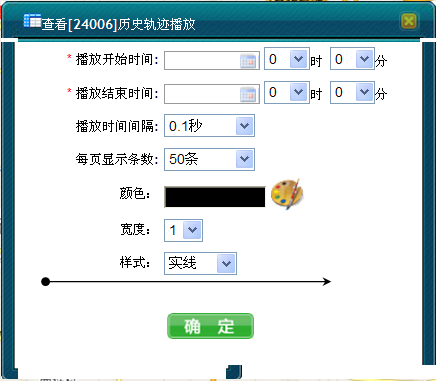 查看[24006]历史轨迹播放
* 播放开始时间: 0 时 0 分
* 播放结束时间: 0 时 0 分
播放时间间隔: 0.1秒
每页显示条数: 50条
颜色:
宽度: 1
样式: 实线
确 定